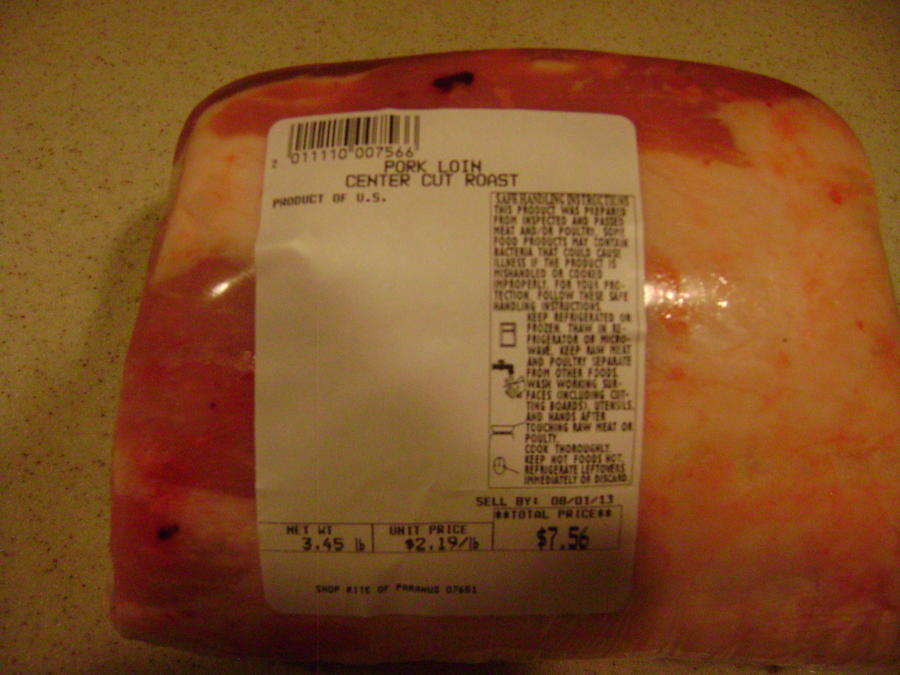 2 011110 007566
PORK LOIN
CENTER CUT ROAST
PRODUCT OF U.S.
SAFE HANDLING INSTRUCTIONS
THIS PRODUCT WAS PREPARED
FROM INSPECTED AND PASSED
MEAT AND/OR POULTRY. SOME
FOOD PRODUCTS MAY CONTAIN
BACTERIA THAT COULD CAUSE
ILLNESS IF THE PRODUCT IS
MISHANDLED OR COOKED
IMPROPERLY. FOR YOUR PRO-
TECTION, FOLLOW THESE SAFE
HANDLING INSTRUCTIONS.
KEEP REFRIGERATED OR
FROZEN. THAW IN RE-
FRIGERATOR OR MICRO-
WAVE. KEEP RAW MEAT
AND POULTRY SEPARATE
FROM OTHER FOODS.
WASH WORKING SUR-
FACES (INCLUDING CUT-
TING BOARDS), UTENSILS,
AND HANDS AFTER
TOUCHING RAW MEAT OR
POULTY.
COOK THOROUGHLY.
KEEP HOT FOODS HOT.
REFRIGERATE LEFTOVERS
IMMEDIATELY OR DISCARD.
SELL BY: 08/01/13
**TOTAL PRICE**
NET WT UNIT PRICE
3.45 lb $2.19/lb $7.56
SHOP RITE OF PARAMUS 07651